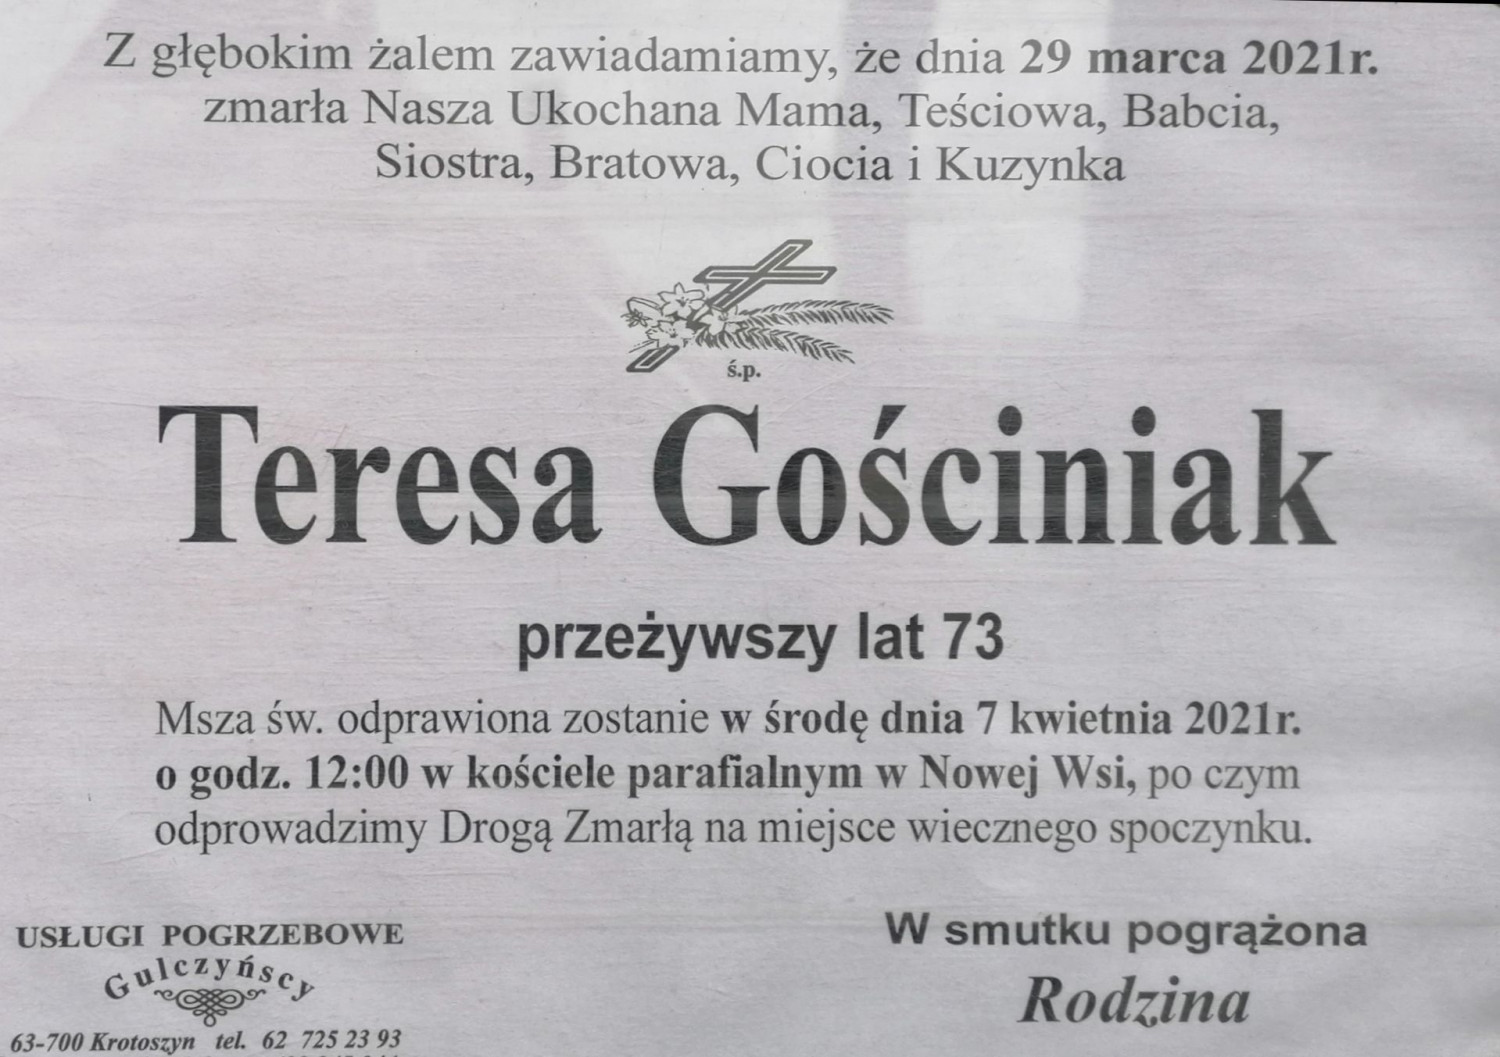 Z głębokim żalem zawiadamiamy, że dnia 29 marca 2021r.
zmarła Nasza Ukochana Mama, Teściowa, Babcia,
Siostra, Bratowa, Ciocia i Kuzynka
ś.p.
Teresa Gościniak
przeżywszy lat 73
Msza św. odprawiona zostanie w środę dnia 7 kwietnia 2021r.
o godz. 12:00 w kościele parafialnym w Nowej Wsi, po czym
odprowadzimy Drogą Zmarłą na miejsce wiecznego spoczynku.
W smutku pogrążona
Rodzina
USŁUGI POGRZEBOWE
Gulczyńscy
63-700 Krotoszyn tel. 62 725 23 93